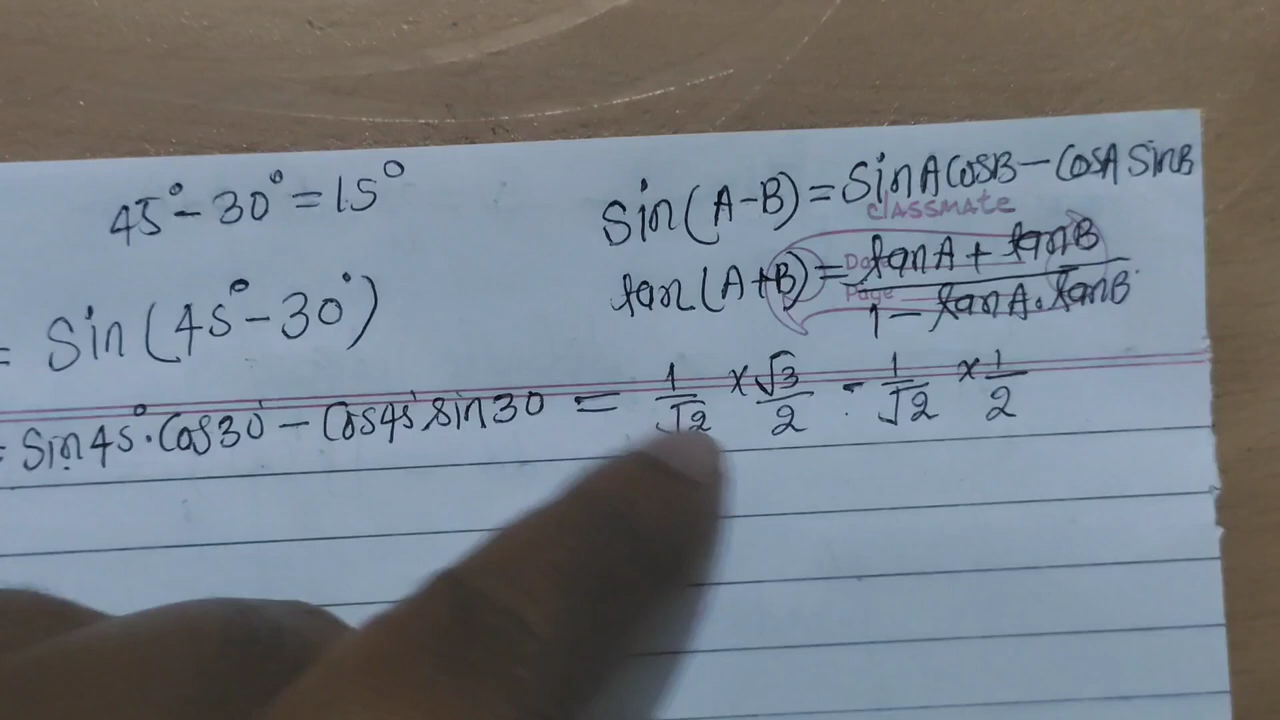 45° - 30° = 15°
Sin(A-B) = SinA CosB - CosA SinB
classmate
tan(A+B) = tanA + tanB / 1 - tanA . tanB
Page
= Sin(45° - 30°)
= Sin45° . Cos30° - Cos45° sin30 = 1/√2 × √3/2 - 1/√2 × 1/2